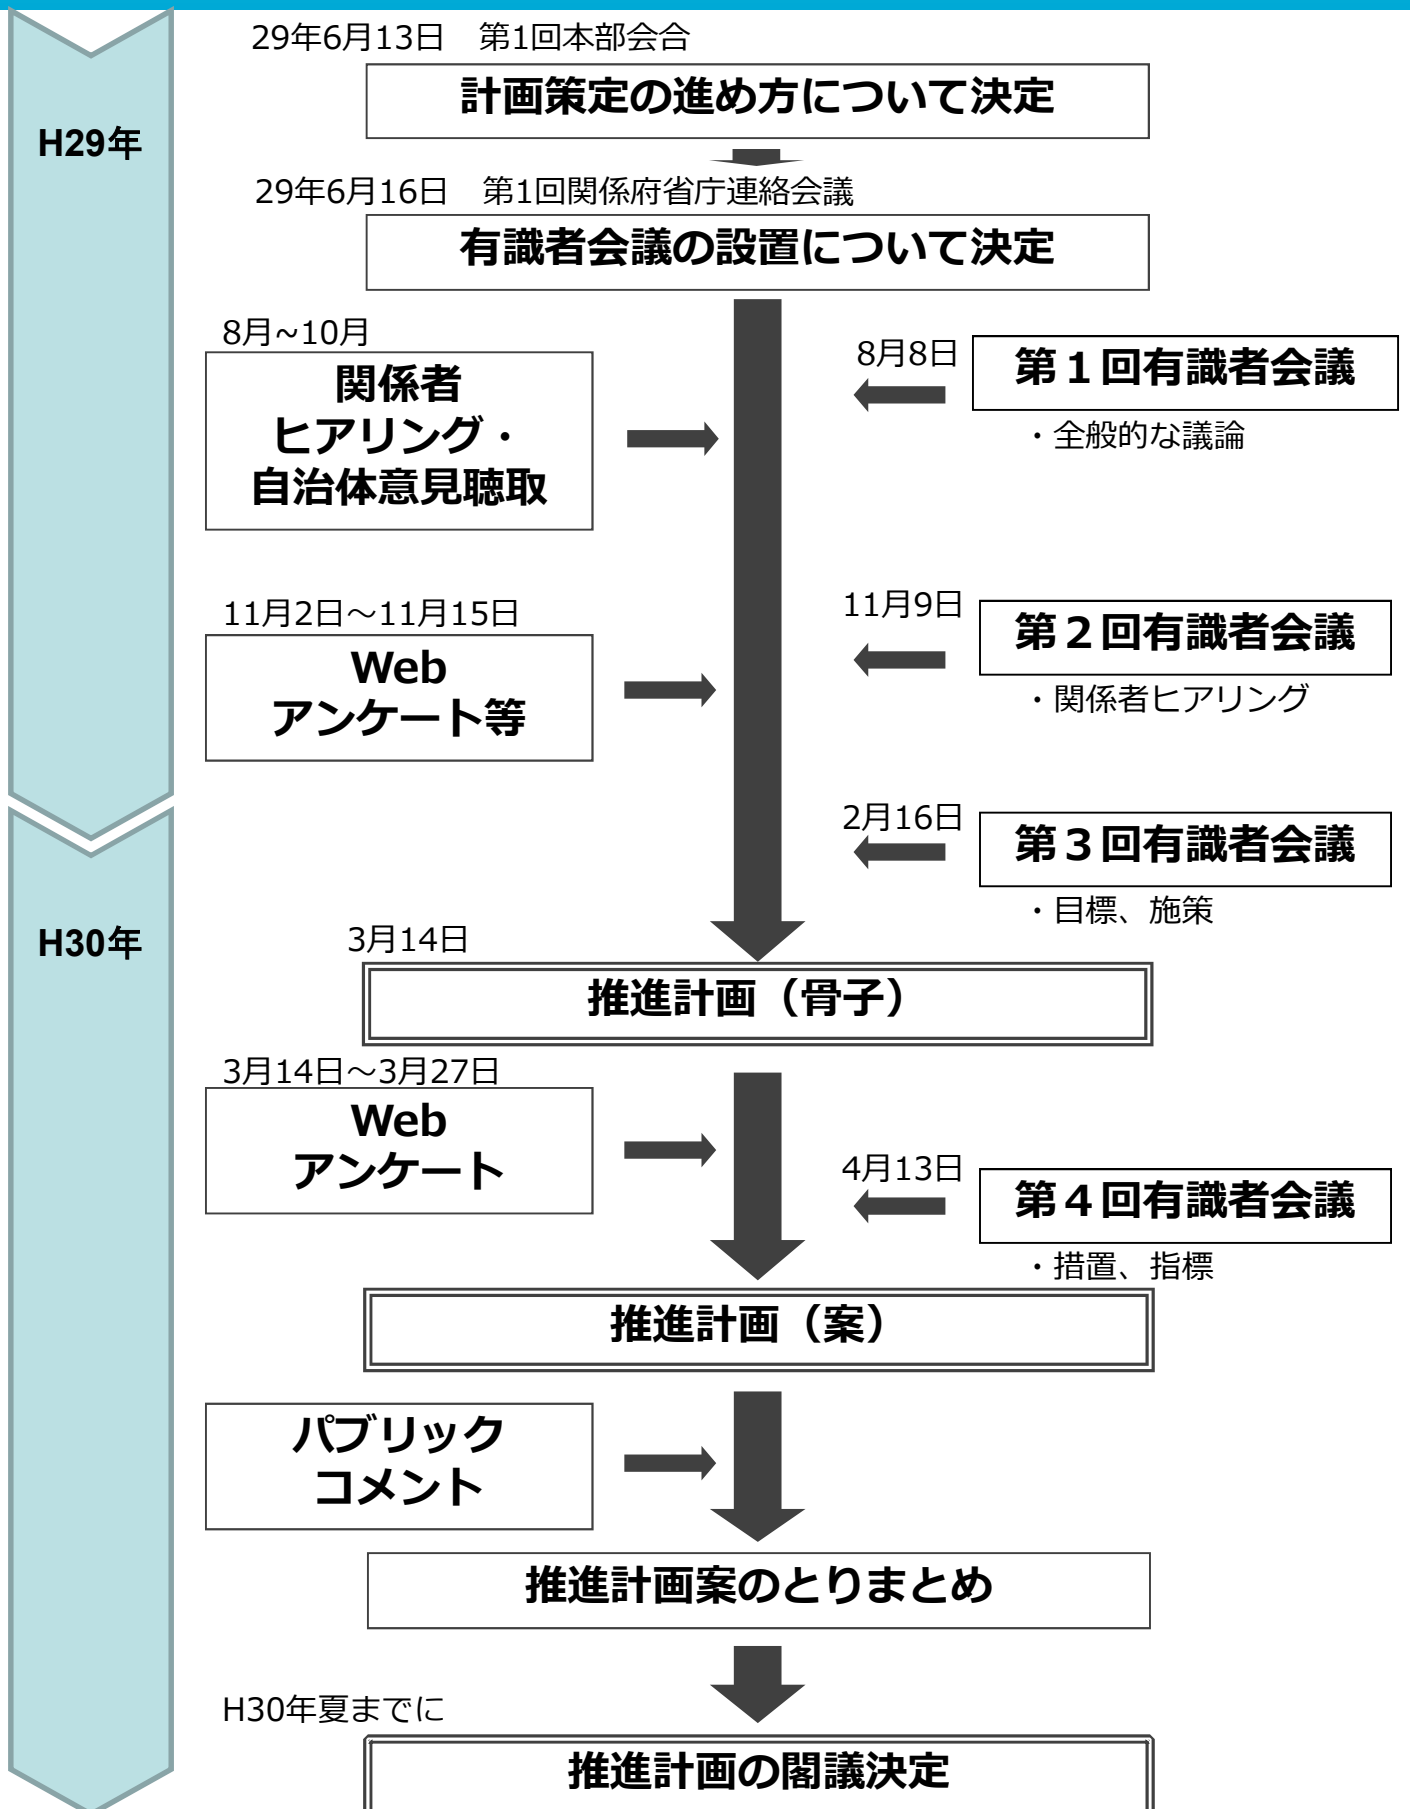 29年6月13日　第1回本部会合
計画策定の進め方について決定
H29年
29年6月16日　第1回関係府省庁連絡会議
有識者会議の設置について決定
8月~10月
関係者
ヒアリング・
自治体意見聴取
8月8日
第１回有識者会議
・全般的な議論
11月2日～11月15日
Web
アンケート等
11月9日
第２回有識者会議
・関係者ヒアリング
2月16日
第３回有識者会議
・目標、施策
H30年
3月14日
推進計画（骨子）
3月14日～3月27日
Web
アンケート
4月13日
第４回有識者会議
・措置、指標
推進計画（案）
パブリック
コメント
推進計画案のとりまとめ
H30年夏までに
推進計画の閣議決定